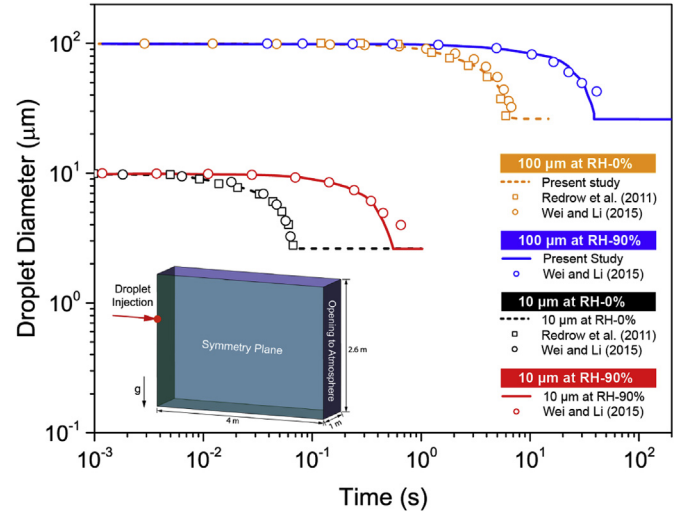 Droplet Diameter (μm)
10²
10¹
10⁰
10⁻¹
10⁻³
10⁻²
10⁻¹
10⁰
10¹
10²
Time (s)
100 μm at RH-0%
Present study
Redrow et al. (2011)
Wei and Li (2015)
100 μm at RH-90%
Present Study
Wei and Li (2015)
10 μm at RH-0%
10 μm at RH-0%
Redrow et al. (2011)
Wei and Li (2015)
10 μm at RH-90%
10 μm at RH-90%
Wei and Li (2015)
Droplet
Injection
Symmetry Plane
Opening to Atmosphere
2.6 m
g
4 m
1 m